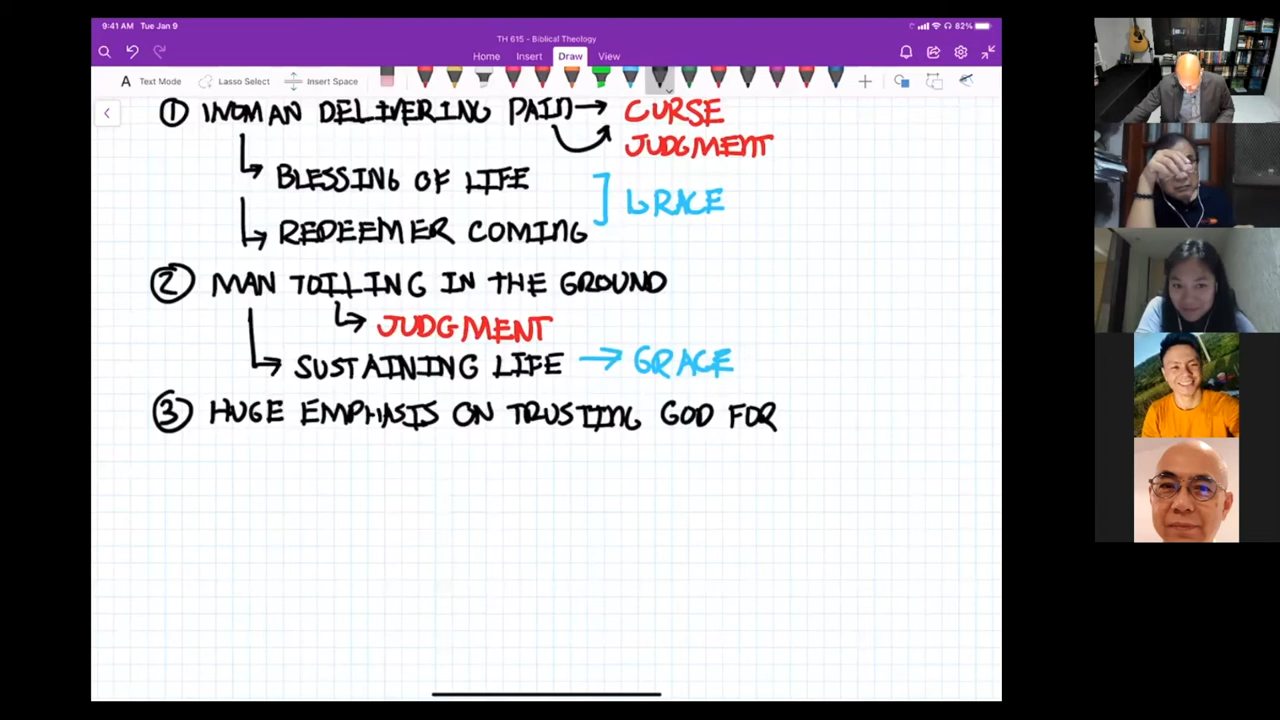 9:41 AM Tue Jan 9
82%
TH 615 - Biblical Theology
Home Insert Draw View
A Text Mode Lasso Select Insert Space
① WOMAN DELIVERING PAIN → CURSE
JUDGMENT
↳ BLESSING OF LIFE
GRACE
↳ REDEEMER COMING
② MAN TOILING IN THE GROUND
↳ JUDGMENT
↳ SUSTAINING LIFE → GRACE
③ HUGE EMPHASIS ON TRUSTING GOD FOR